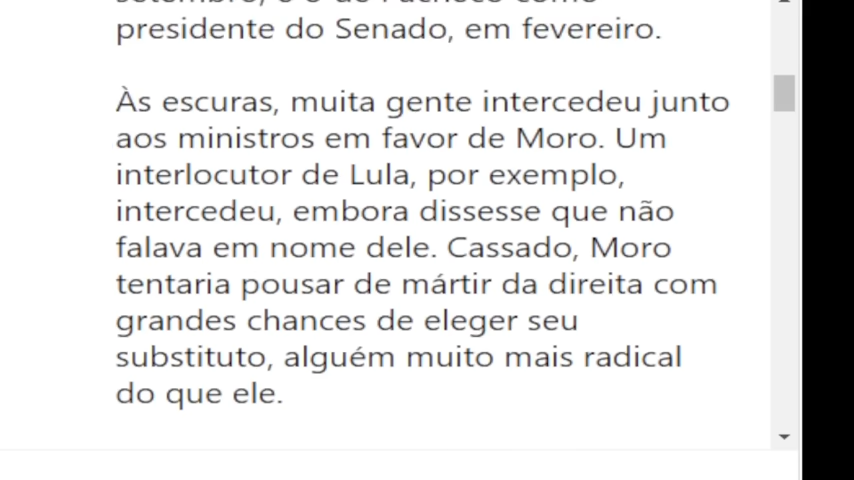 presidente do Senado, em fevereiro.
Às escuras, muita gente intercedeu junto
aos ministros em favor de Moro. Um
interlocutor de Lula, por exemplo,
intercedeu, embora dissesse que não
falava em nome dele. Cassado, Moro
tentaria pousar de mártir da direita com
grandes chances de eleger seu
substituto, alguém muito mais radical
do que ele.